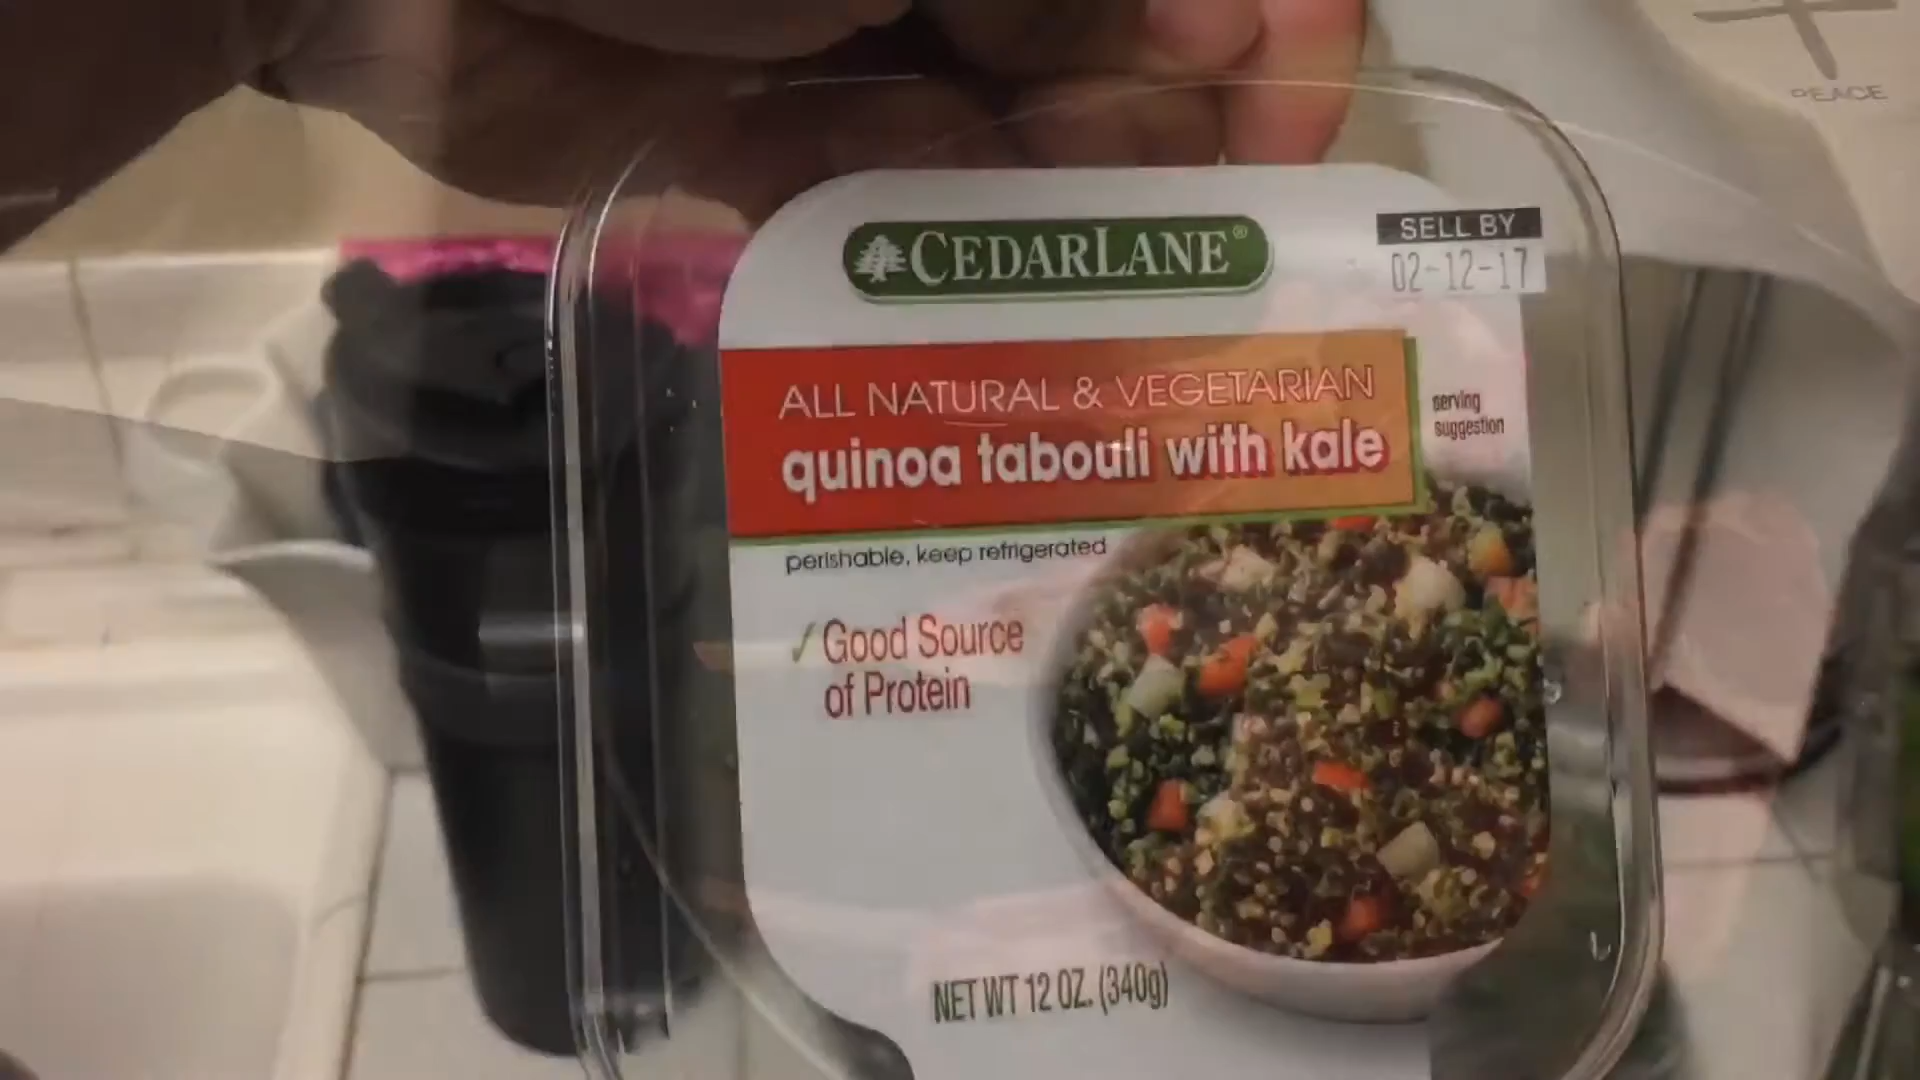 PEACE
CEDARLANE®
SELL BY
02-12-17
ALL NATURAL & VEGETARIAN
quinoa tabouli with kale
serving
suggestion
perishable, keep refrigerated
✓ Good Source
of Protein
NET WT 12 OZ. (340g)